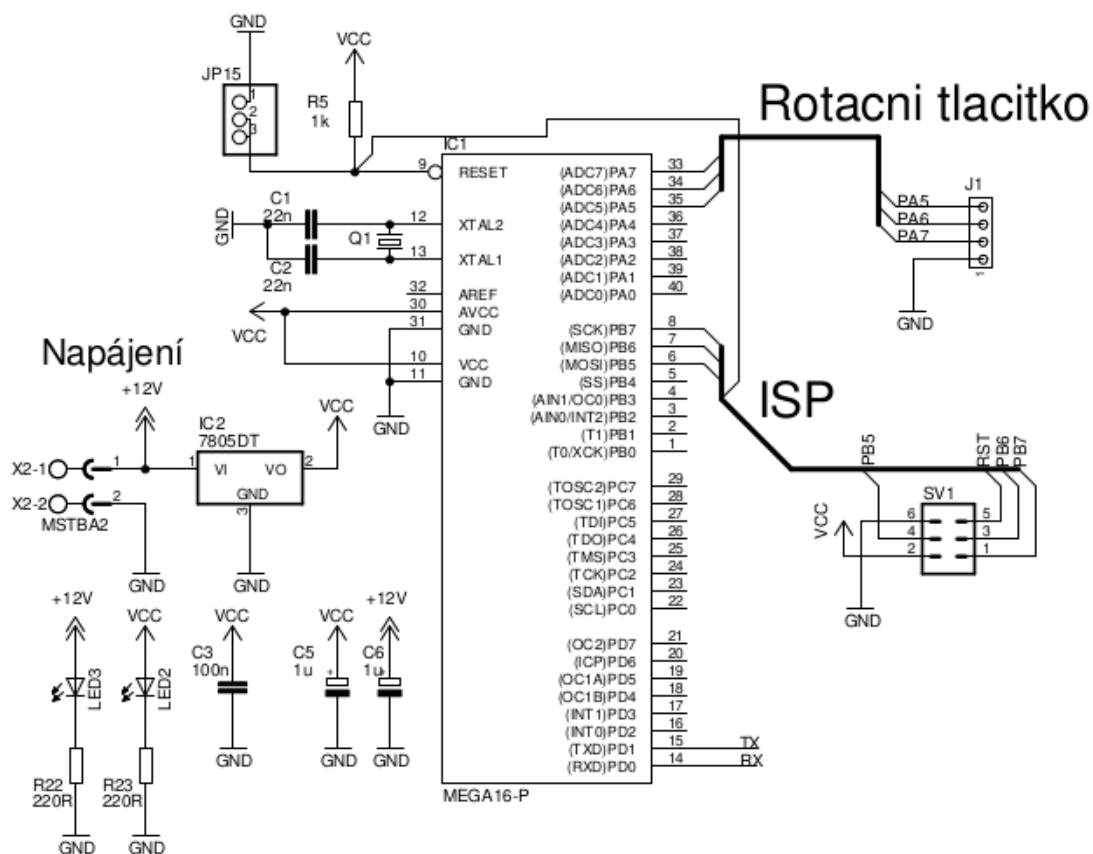 GND
VCC
JP15
1
2
3
R5
1k
Rotacni tlacitko
IC1
9
RESET
(ADC7)PA7
33
(ADC6)PA6
34
(ADC5)PA5
35
(ADC4)PA4
36
(ADC3)PA3
37
(ADC2)PA2
38
(ADC1)PA1
39
(ADC0)PA0
40
J1
PA5
PA6
PA7
GND
C1
22n
GND
12
XTAL2
Q1
13
XTAL1
C2
22n
32
AREF
30
AVCC
VCC
31
GND
10
VCC
11
GND
GND
(SCK)PB7
8
(MISO)PB6
7
(MOSI)PB5
6
(SS)PB4
5
(AIN1/OC0)PB3
4
(AIN0/INT2)PB2
3
(T1)PB1
2
(T0/XCK)PB0
1
ISP
PB5
RST
PB6
PB7
SV1
VCC
6
5
4
3
2
1
GND
Napájení
+12V
IC2
7805DT
VCC
X2-1
1
1
VI
VO
2
X2-2
2
GND
3
MSTBA2
GND
GND
(TOSC2)PC7
29
(TOSC1)PC6
28
(TDI)PC5
27
(TDO)PC4
26
(TMS)PC3
25
(TCK)PC2
24
(SDA)PC1
23
(SCL)PC0
22
+12V
VCC
VCC
VCC
+12V
LED3
LED2
C3
100n
C5
1u
+
C6
1u
+
(OC2)PD7
21
(ICP)PD6
20
(OC1A)PD5
19
(OC1B)PD4
18
(INT1)PD3
17
(INT0)PD2
16
(TXD)PD1
15
TX
(RXD)PD0
14
RX
GND
GND
GND
R22
220R
R23
220R
MEGA16-P
GND
GND